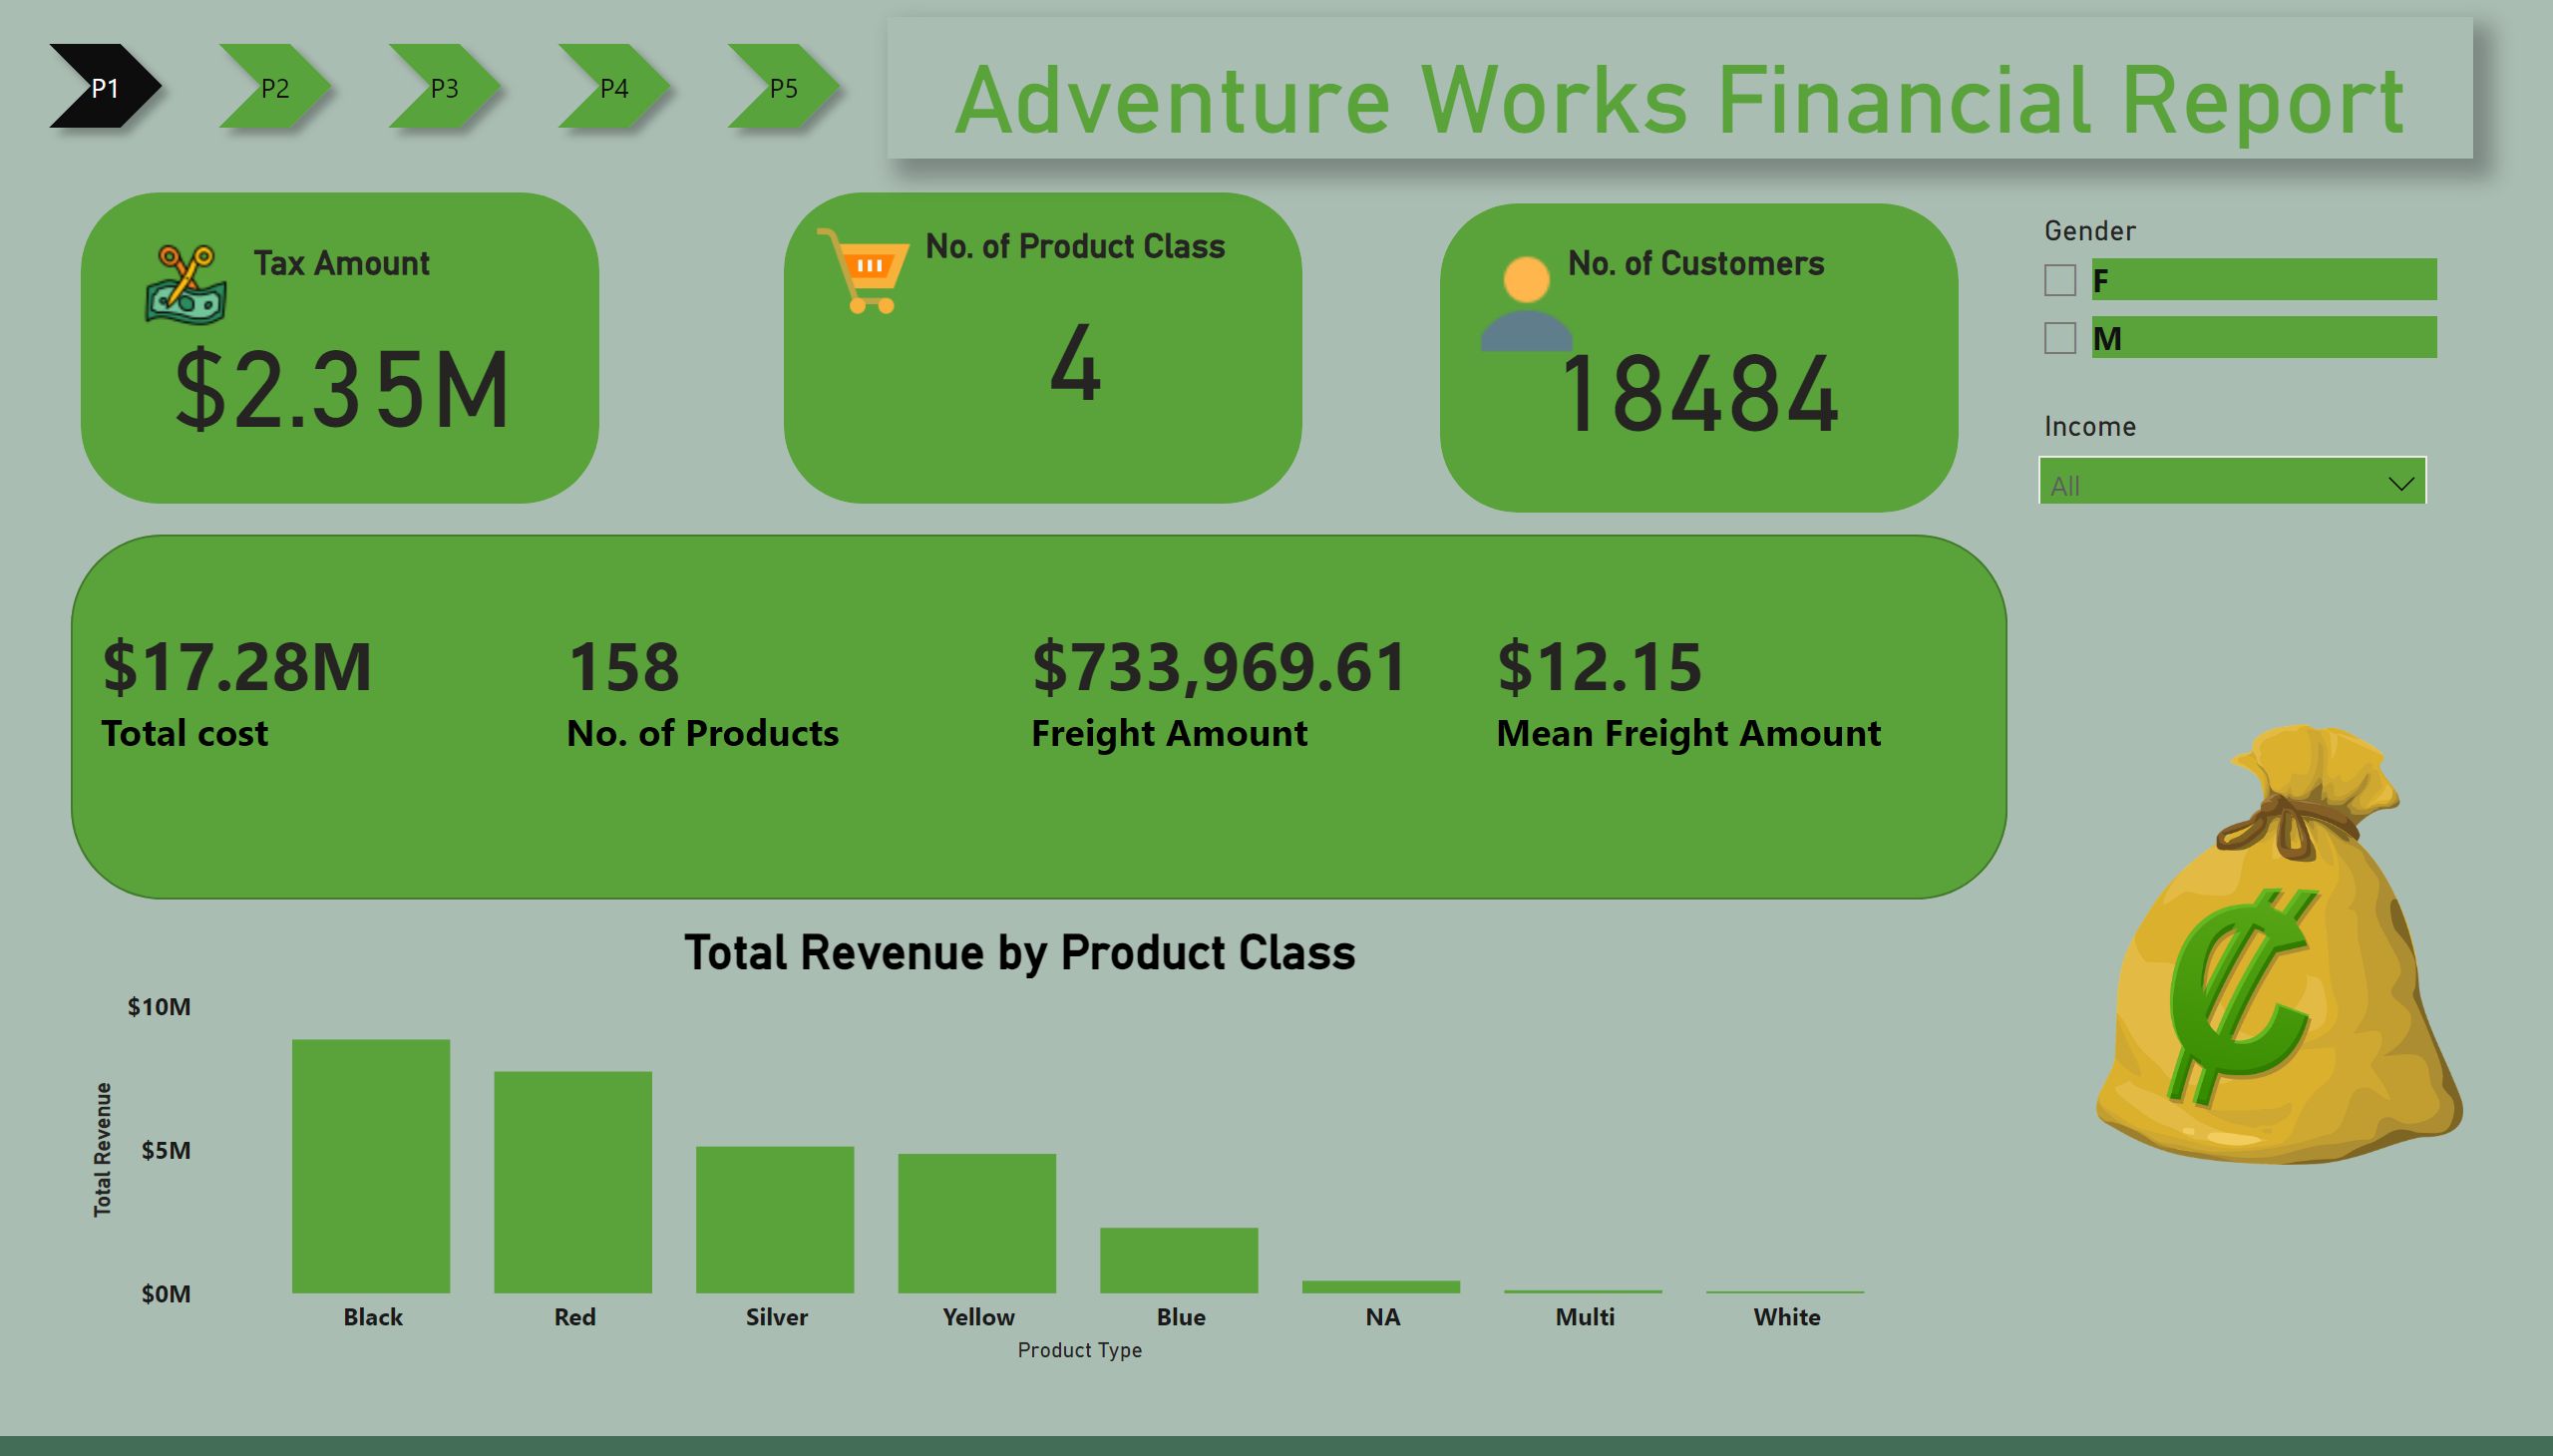 P1 P2 P3 P4 P5
Adventure Works Financial Report
Tax Amount
$2.35M
No. of Product Class
4
No. of Customers
18484
Gender
F
M
Income
All
$17.28M
Total cost
158
No. of Products
$733,969.61
Freight Amount
$12.15
Mean Freight Amount
₡
Total Revenue by Product Class
Total Revenue
$10M
$5M
$0M
Black Red Silver Yellow Blue NA Multi White
Product Type